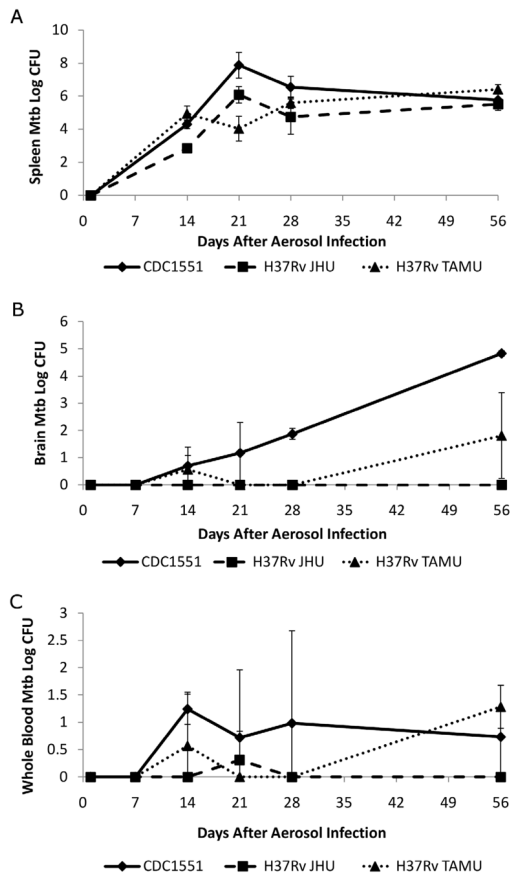 A
Spleen Mtb Log CFU
10
8
6
4
2
0
0 7 14 21 28 35 42 49 56
Days After Aerosol Infection
CDC1551 H37Rv JHU H37Rv TAMU
B
Brain Mtb Log CFU
6
5
4
3
2
1
0
0 7 14 21 28 35 42 49 56
Days After Aerosol Infection
CDC1551 H37Rv JHU H37Rv TAMU
C
Whole Blood Mtb Log CFU
3
2.5
2
1.5
1
0.5
0
0 7 14 21 28 35 42 49 56
Days After Aerosol Infection
CDC1551 H37Rv JHU H37Rv TAMU